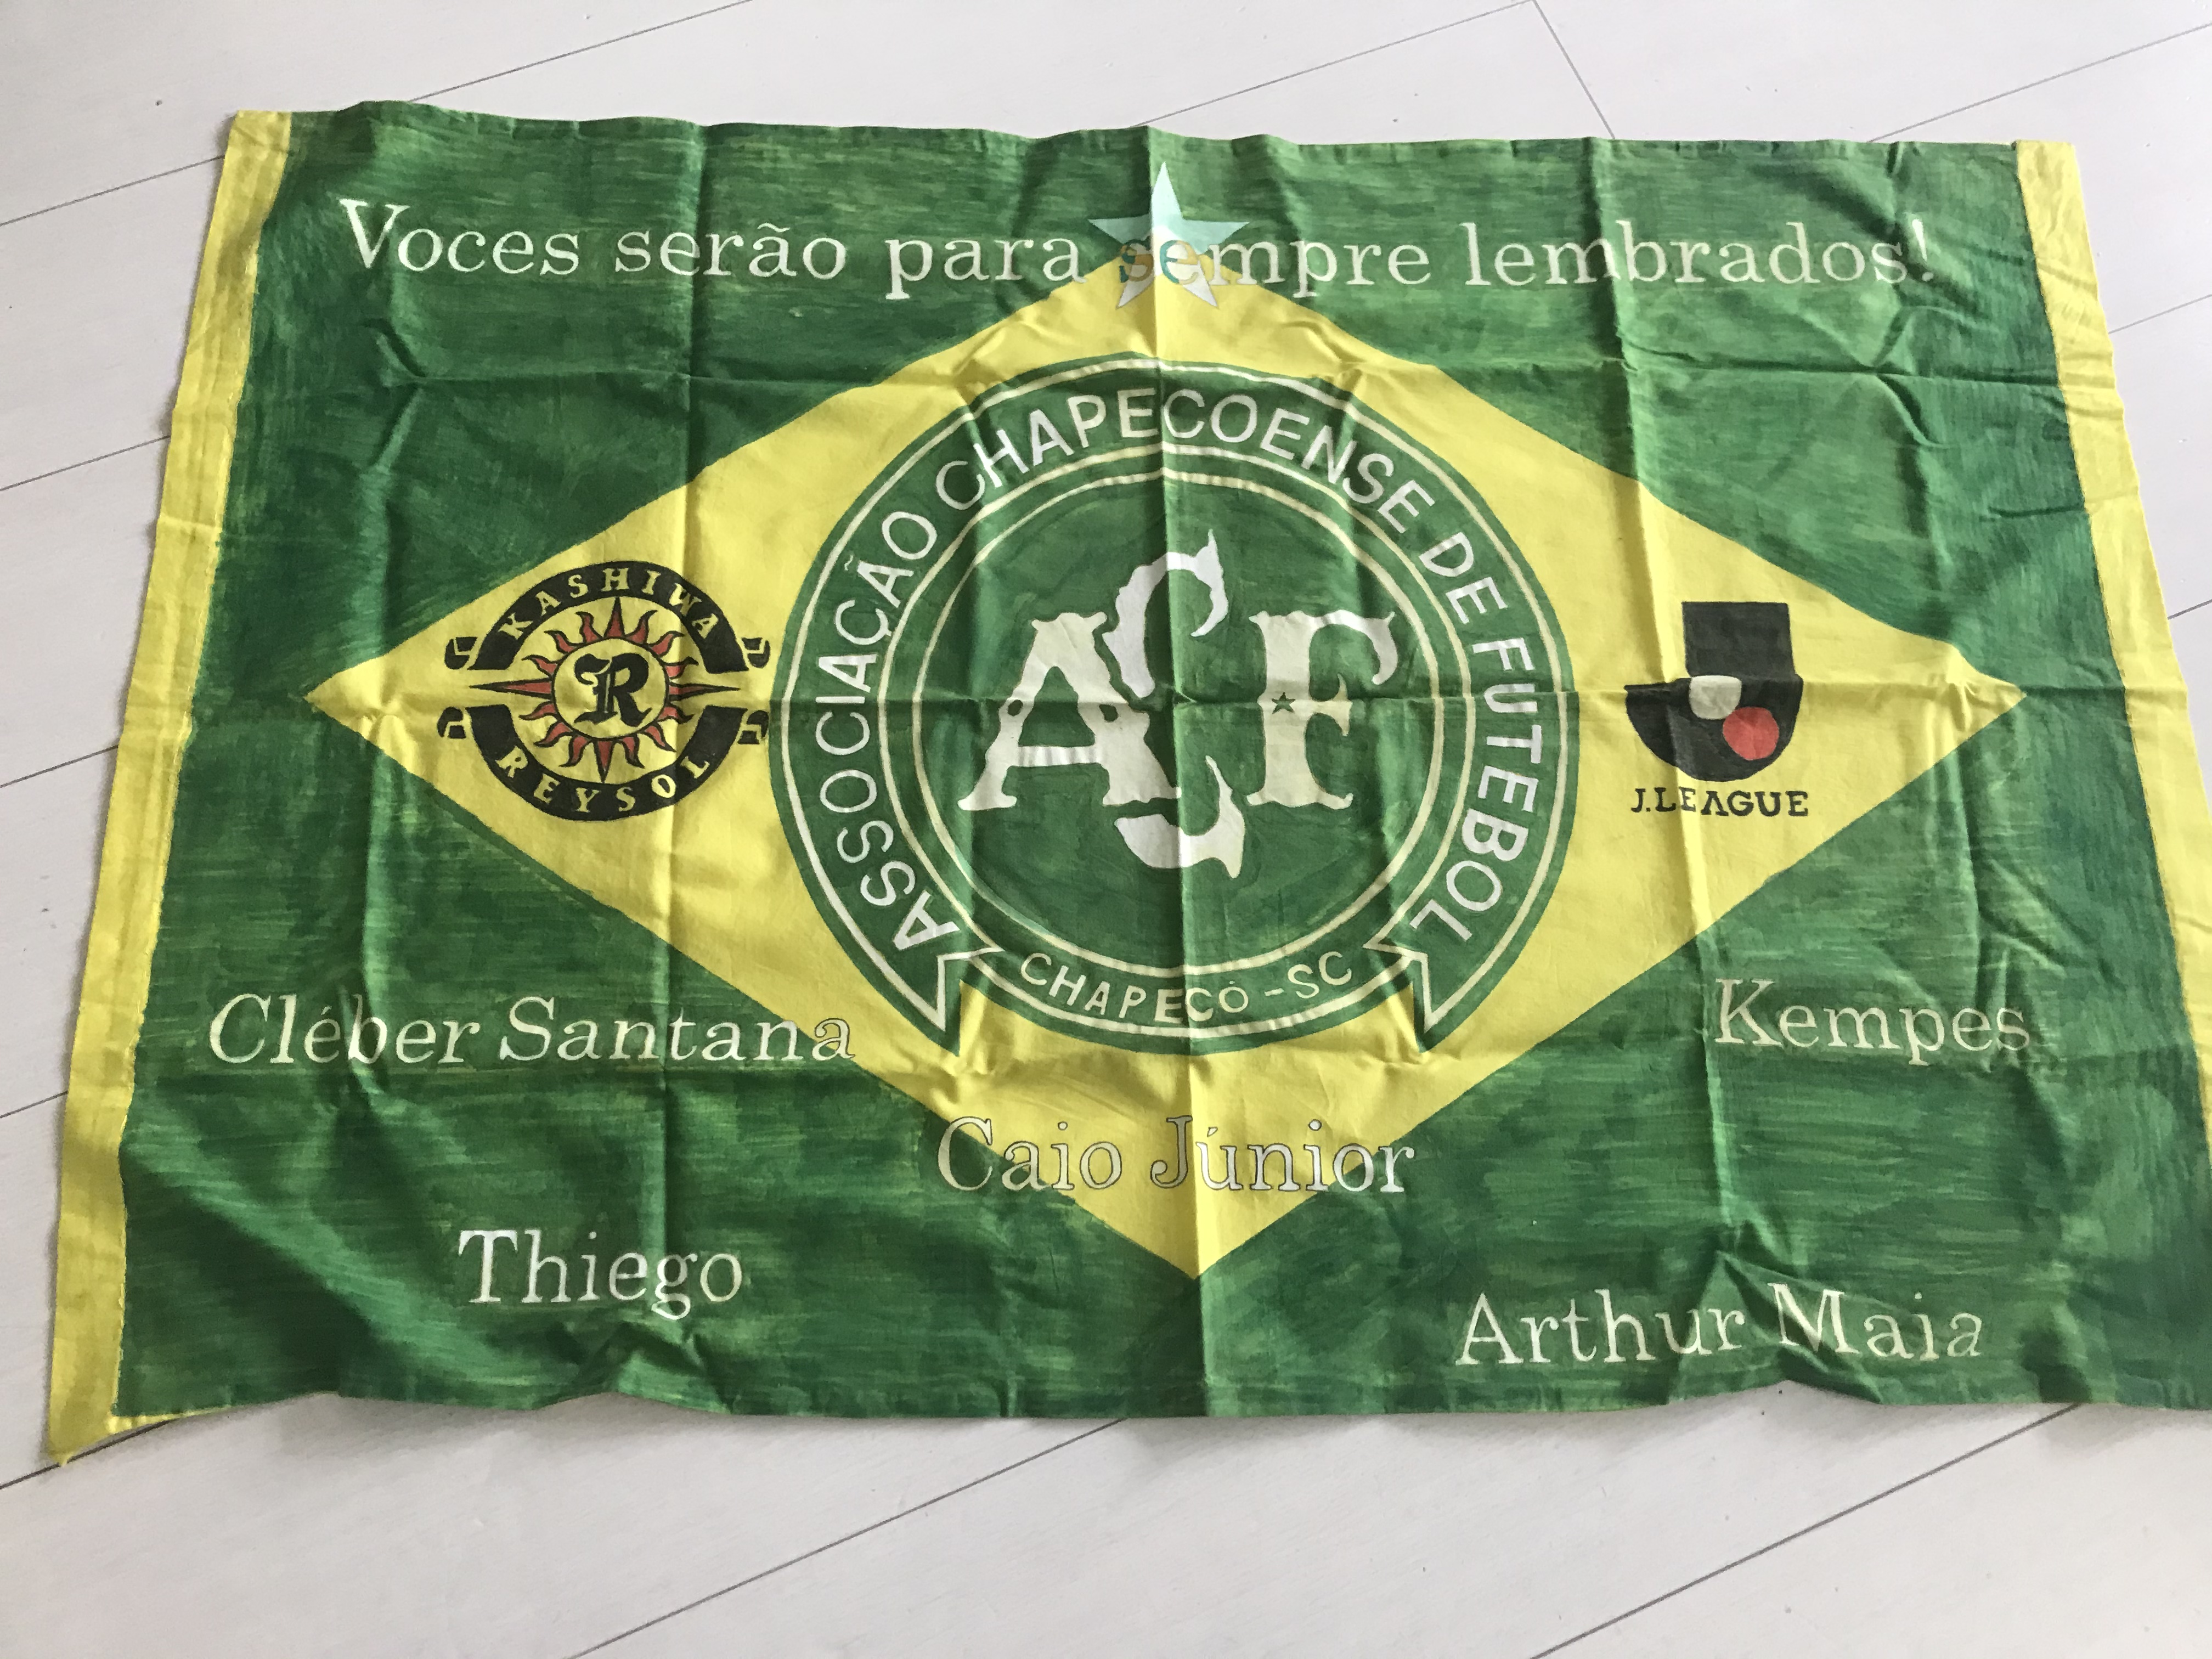 Voces serão para sempre lembrados!
ASSOCIAÇÃO CHAPECOENSE DE FUTEBOL
ACF
CHAPECÓ-SC
KASHIWA
R
REYSOL
J.LEAGUE
Cléber Santana
Kempes
Caio Júnior
Thiego
Arthur Maia